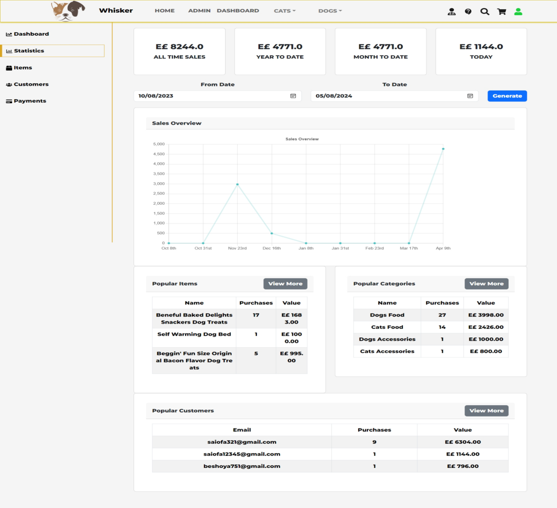 Whisker HOME ADMIN DASHBOARD CATS DOGS
Dashboard
Statistics
Items
Customers
Payments
E£ 8244.0
ALL TIME SALES
E£ 4771.0
YEAR TO DATE
E£ 4771.0
MONTH TO DATE
E£ 1144.0
TODAY
From Date
To Date
10/08/2023
05/08/2024
Generate
Sales Overview
Sales Overview
5,000
4,500
4,000
3,500
3,000
2,500
2,000
1,500
1,000
500
0
Oct 8th Oct 31st Nov 23rd Dec 16th Jan 8th Jan 31st Feb 23rd Mar 17th Apr 9th
Popular Items
View More
Name Purchases Value
Beneful Baked Delights 17 E£ 168
Snackers Dog Treats 3.00
Self Warming Dog Bed 1 E£ 100
0.00
Beggin' Fun Size Origin 5 E£ 995.
al Bacon Flavor Dog Tre 00
ats
Popular Categories
View More
Name Purchases Value
Dogs Food 27 E£ 3998.00
Cats Food 14 E£ 2426.00
Dogs Accessories 1 E£ 1000.00
Cats Accessories 1 E£ 800.00
Popular Customers
View More
Email Purchases Value
saiofa321@gmail.com 9 E£ 6304.00
saiofa12345@gmail.com 1 E£ 1144.00
beshoya751@gmail.com 1 E£ 796.00